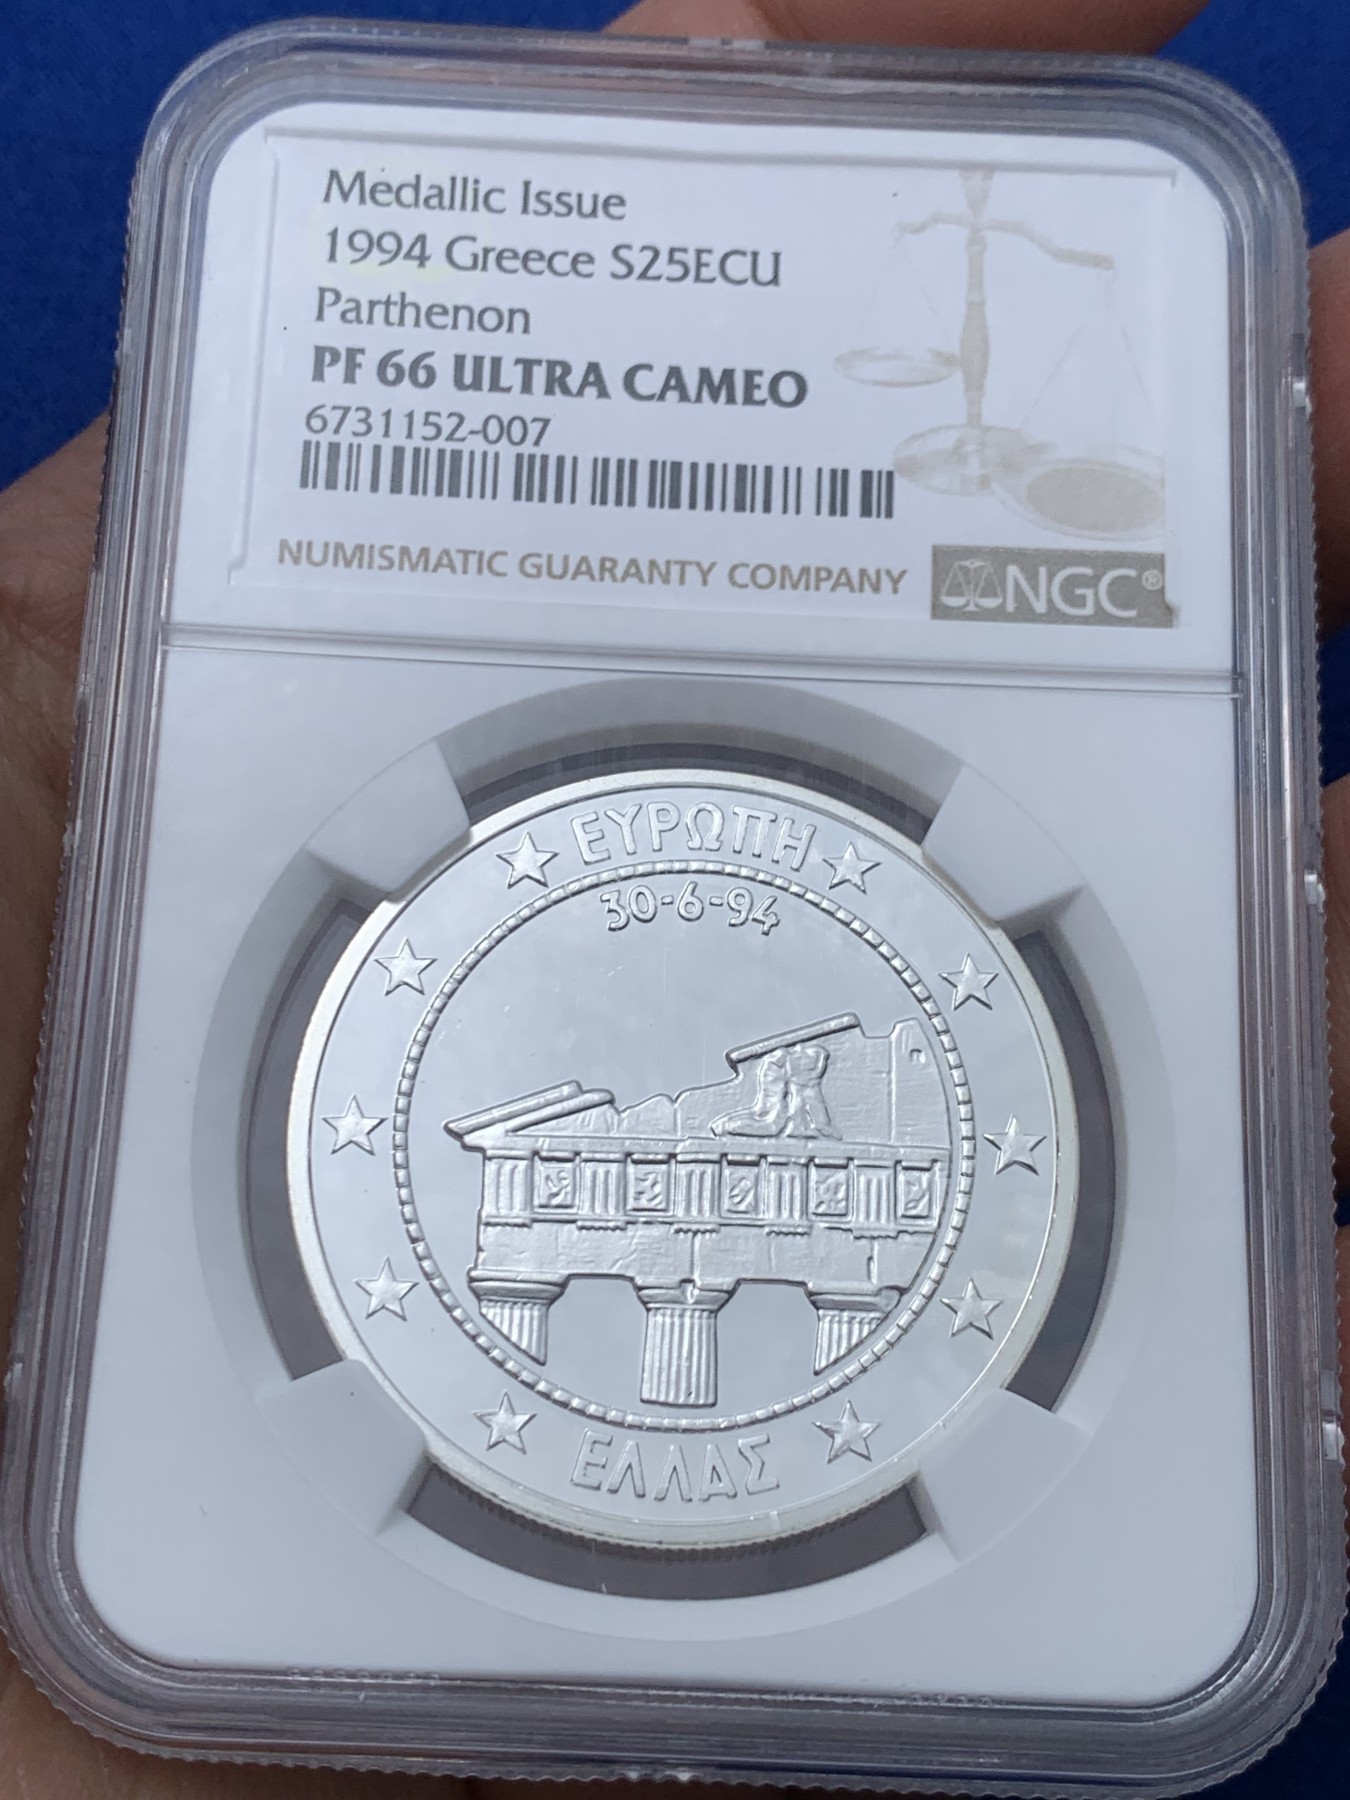 Medallic Issue
1994 Greece S25ECU
Parthenon
PF 66 ULTRA CAMEO
6731152-007
NUMISMATIC GUARANTY COMPANY
NGC®
ΕΥΡΩΠΗ
30-6-94
ΕΛΛΑΣ